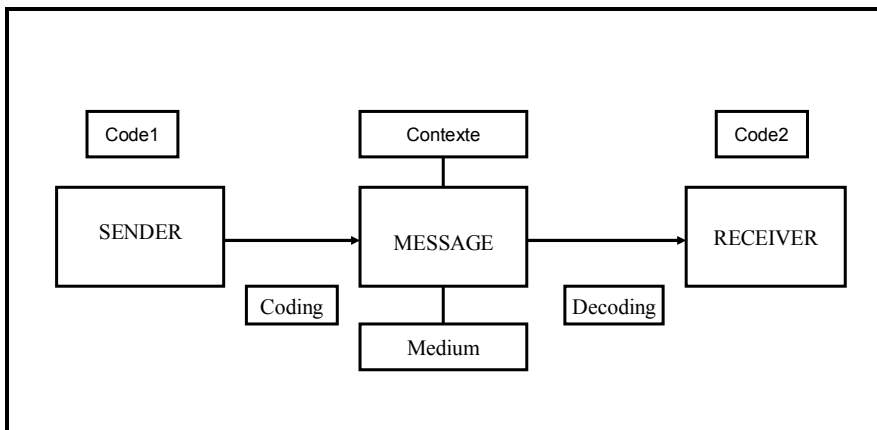 Code1
Contexte
Code2
SENDER
MESSAGE
RECEIVER
Coding
Decoding
Medium